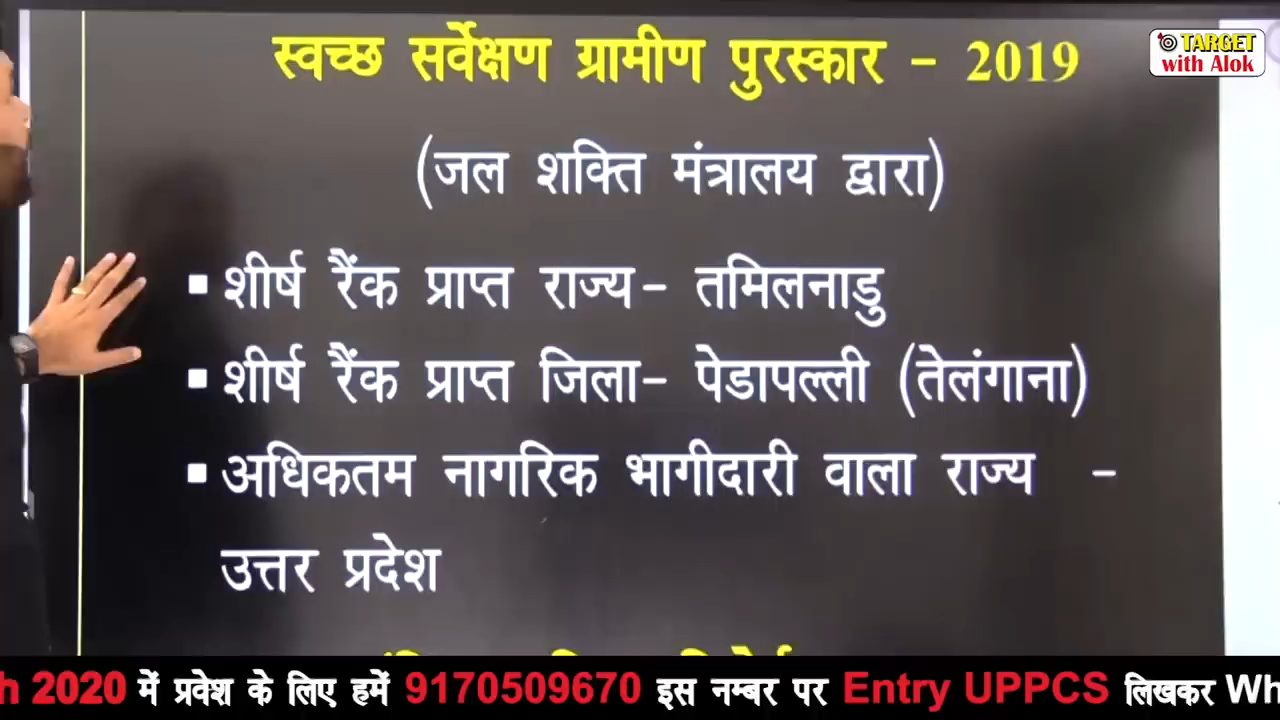 TARGET
with Alok
स्वच्छ सर्वेक्षण ग्रामीण पुरस्कार - 2019
(जल शक्ति मंत्रालय द्वारा)
▪ शीर्ष रैंक प्राप्त राज्य- तमिलनाडु
▪ शीर्ष रैंक प्राप्त जिला- पेडापल्ली (तेलंगाना)
▪ अधिकतम नागरिक भागीदारी वाला राज्य -
उत्तर प्रदेश
2020 में प्रवेश के लिए हमें 9170509670 इस नम्बर पर Entry UPPCS लिखकर